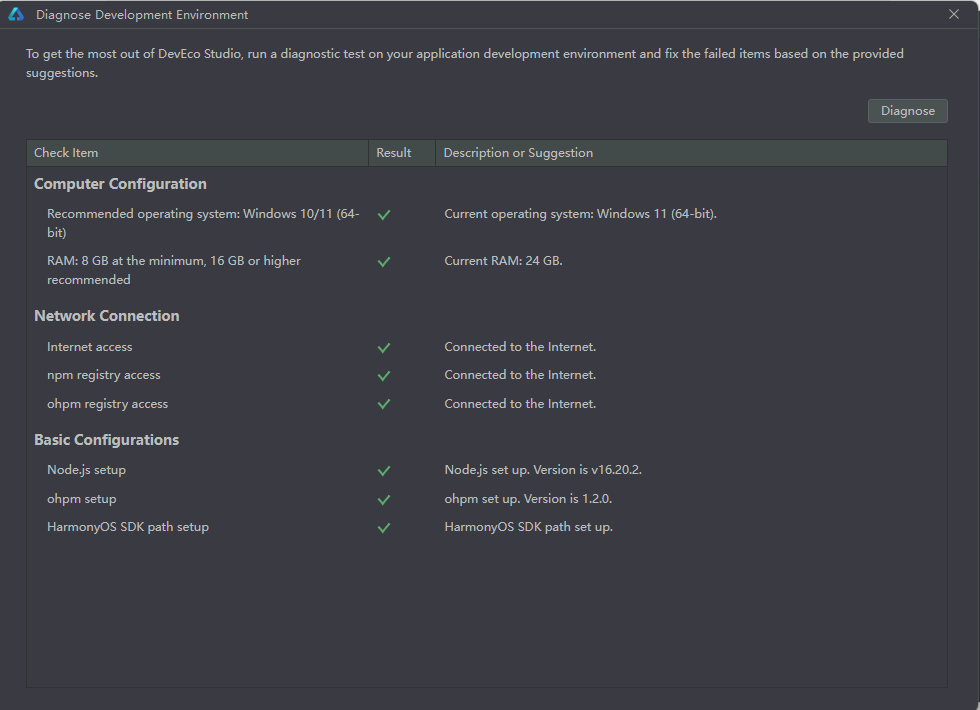 Diagnose Development Environment
To get the most out of DevEco Studio, run a diagnostic test on your application development environment and fix the failed items based on the provided
suggestions.
Diagnose
Check Item Result Description or Suggestion
Computer Configuration
Recommended operating system: Windows 10/11 (64-
bit)
Current operating system: Windows 11 (64-bit).
RAM: 8 GB at the minimum, 16 GB or higher
recommended
Current RAM: 24 GB.
Network Connection
Internet access Connected to the Internet.
npm registry access Connected to the Internet.
ohpm registry access Connected to the Internet.
Basic Configurations
Node.js setup Node.js set up. Version is v16.20.2.
ohpm setup ohpm set up. Version is 1.2.0.
HarmonyOS SDK path setup HarmonyOS SDK path set up.